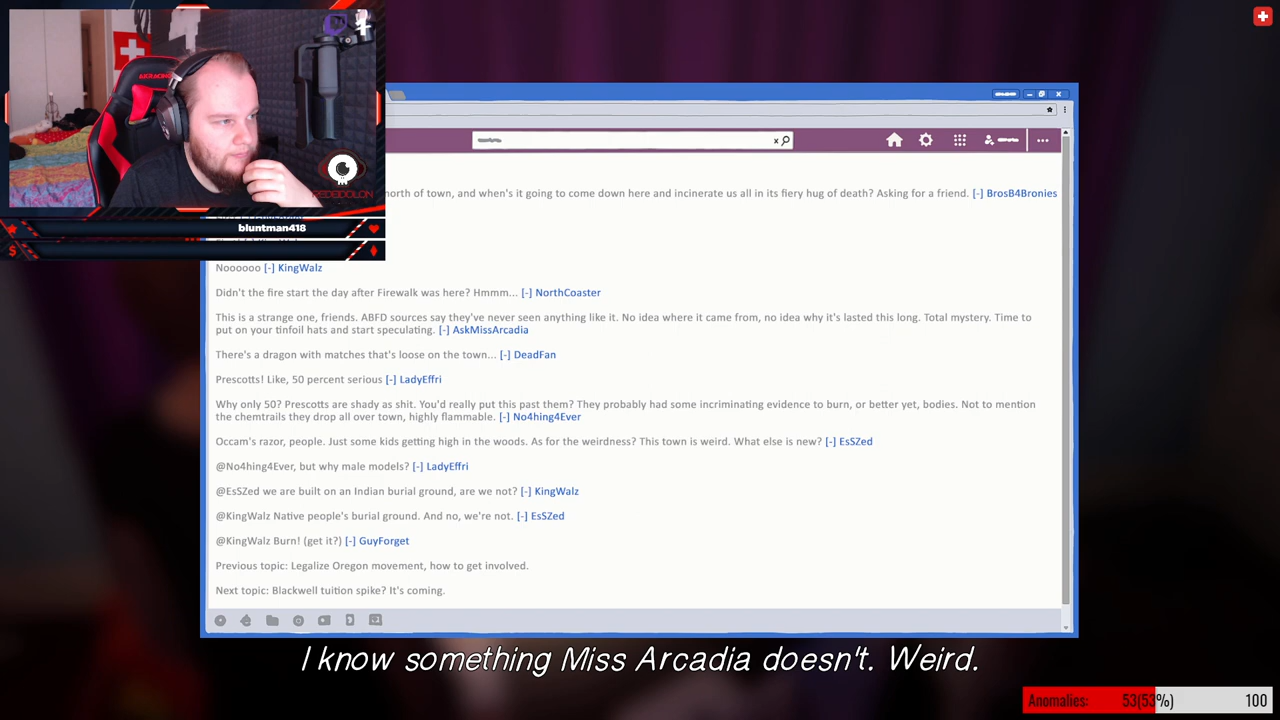 AKRACING
REDEIDOLON
bluntman418
north of town, and when's it going to come down here and incinerate us all in its fiery hug of death? Asking for a friend. [-] BrosB4Bronies
Noooooo [-] KingWalz
Didn't the fire start the day after Firewalk was here? Hmmm... [-] NorthCoaster
This is a strange one, friends. ABFD sources say they've never seen anything like it. No idea where it came from, no idea why it's lasted this long. Total mystery. Time to
put on your tinfoil hats and start speculating. [-] AskMissArcadia
There's a dragon with matches that's loose on the town... [-] DeadFan
Prescotts! Like, 50 percent serious [-] LadyEffri
Why only 50? Prescotts are shady as shit. You'd really put this past them? They probably had some incriminating evidence to burn, or better yet, bodies. Not to mention
the chemtrails they drop all over town, highly flammable. [-] No4hing4Ever
Occam's razor, people. Just some kids getting high in the woods. As for the weirdness? This town is weird. What else is new? [-] EsSZed
@No4hing4Ever, but why male models? [-] LadyEffri
@EsSZed we are built on an Indian burial ground, are we not? [-] KingWalz
@KingWalz Native people's burial ground. And no, we're not. [-] EsSZed
@KingWalz Burn! (get it?) [-] GuyForget
Previous topic: Legalize Oregon movement, how to get involved.
Next topic: Blackwell tuition spike? It's coming.
I know something Miss Arcadia doesn't. Weird.
Anomalies: 53(53%) 100